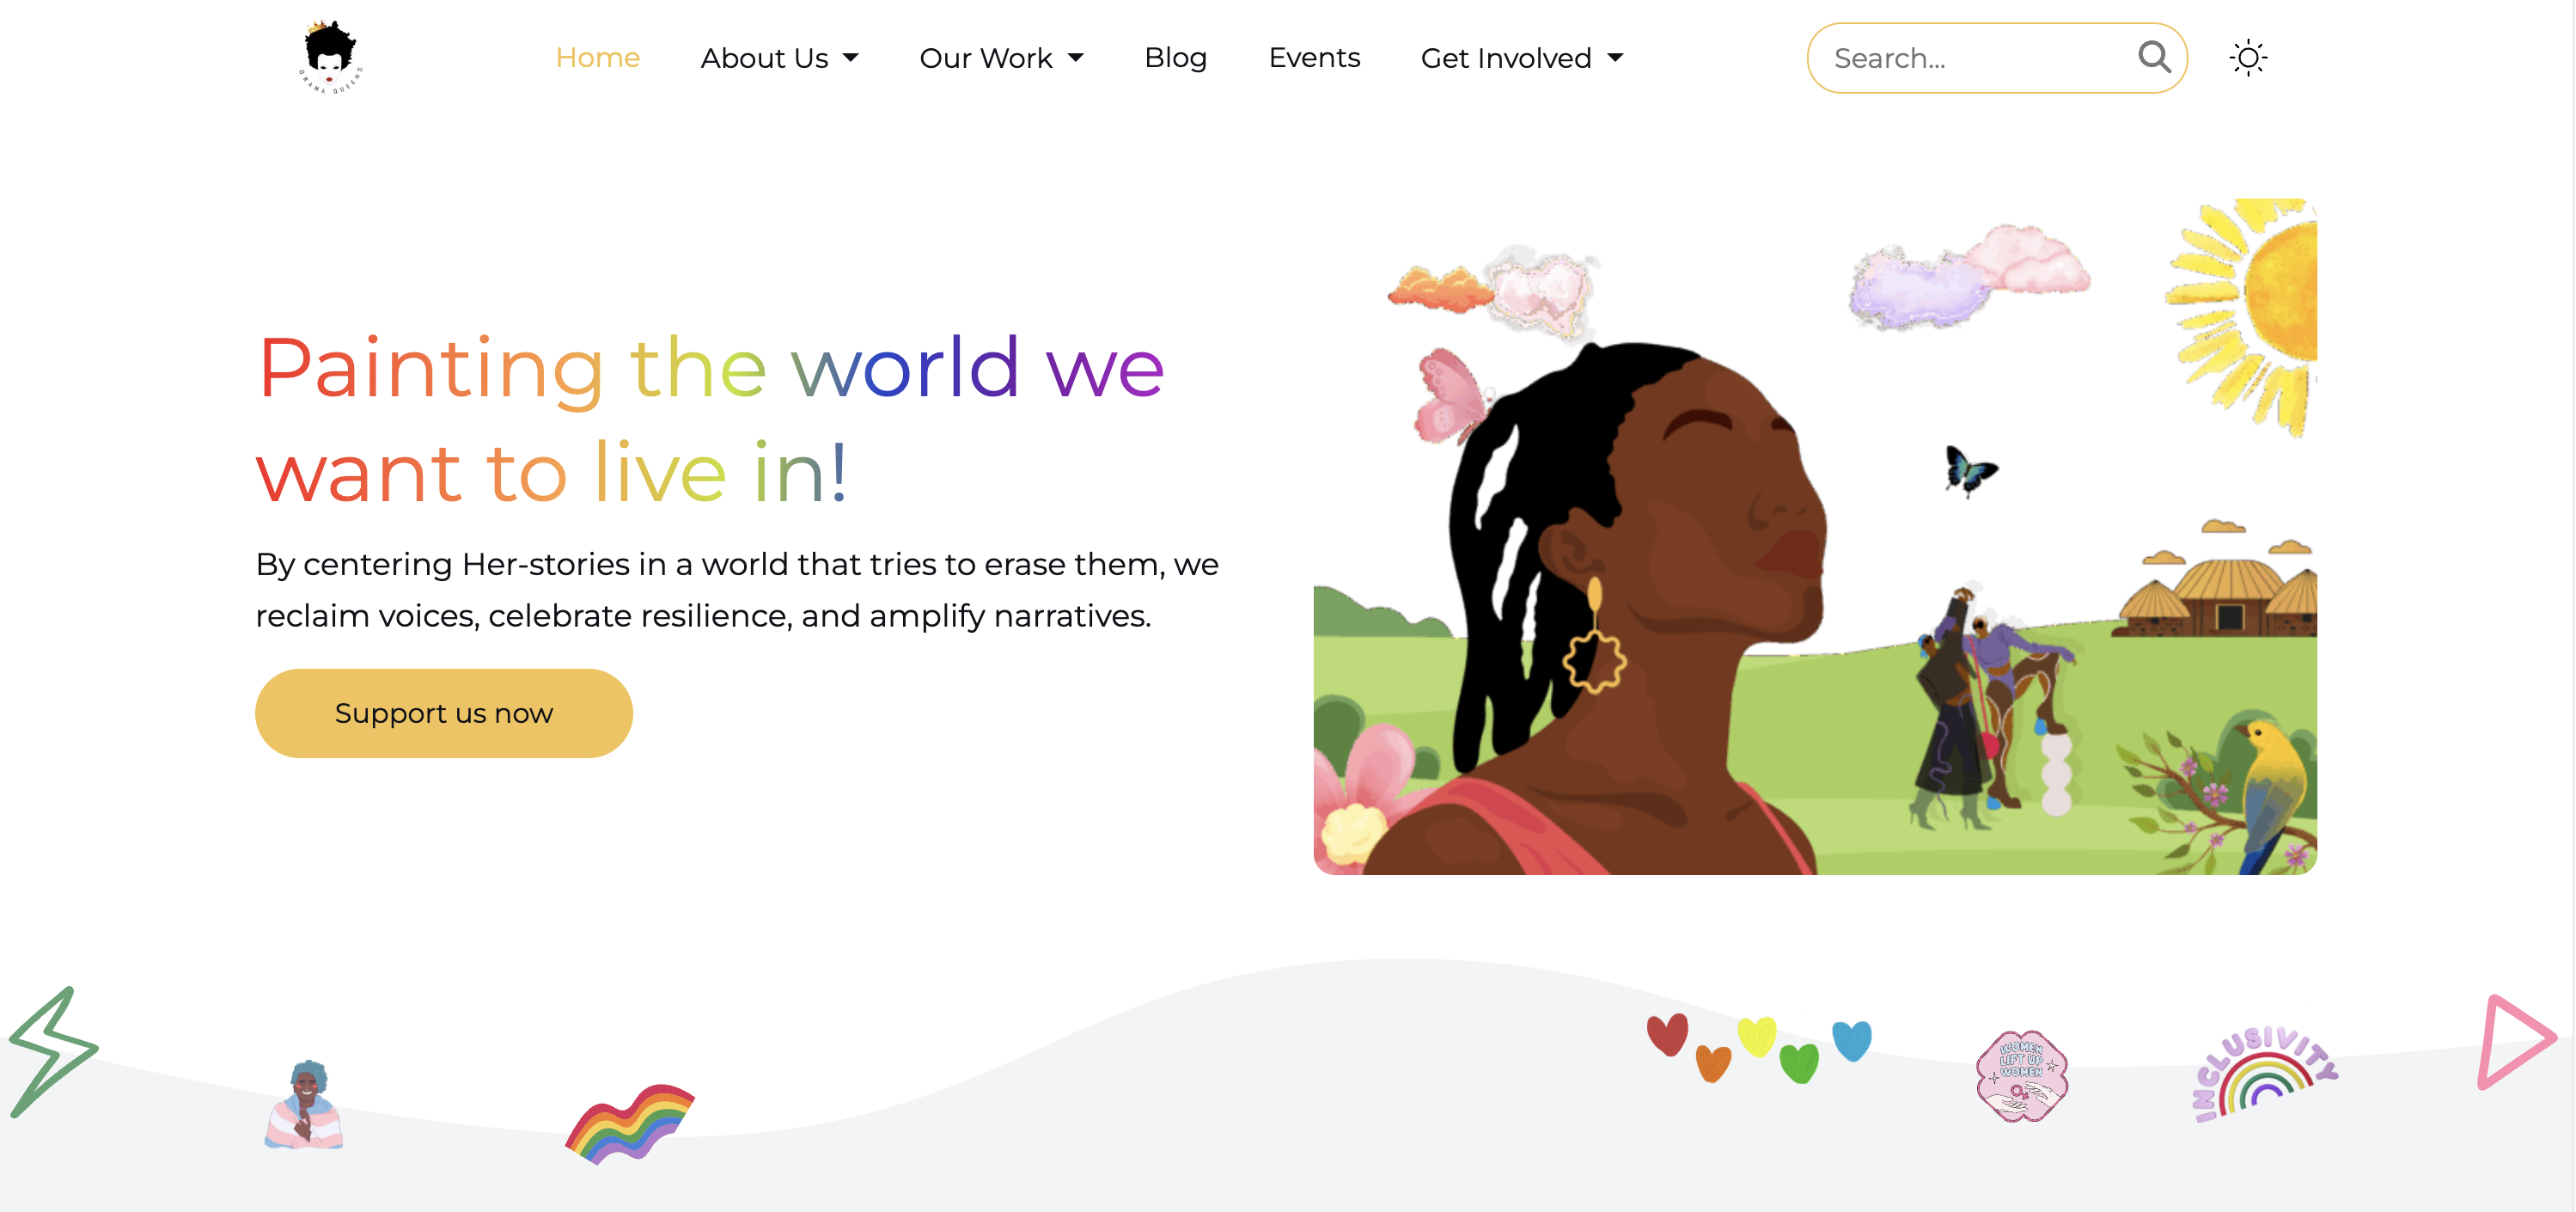 DRAMA QUEENS
Home
About Us
Our Work
Blog
Events
Get Involved
Search...
Painting the world we
want to live in!
By centering Her-stories in a world that tries to erase them, we
reclaim voices, celebrate resilience, and amplify narratives.
Support us now
WOMEN
LIFT UP
WOMEN
INCLUSIVITY